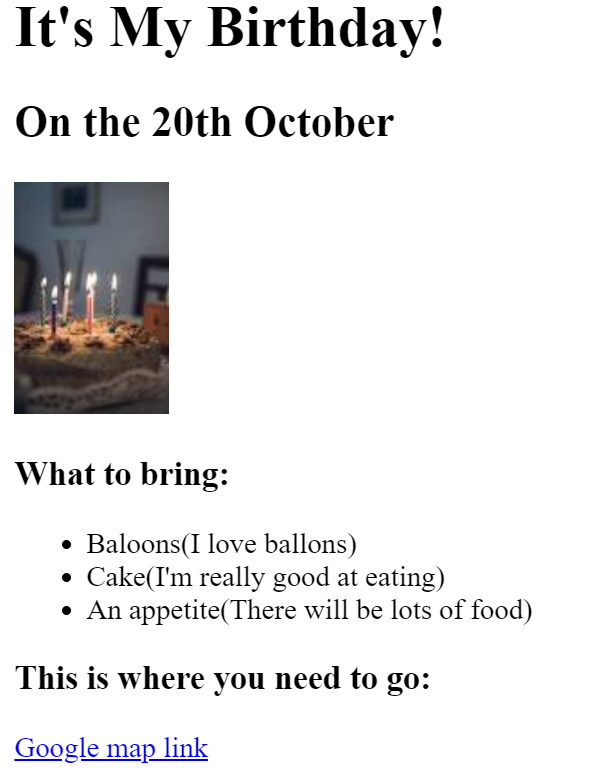 It's My Birthday!
On the 20th October
What to bring:
Baloons(I love ballons)
Cake(I'm really good at eating)
An appetite(There will be lots of food)
This is where you need to go:
Google map link